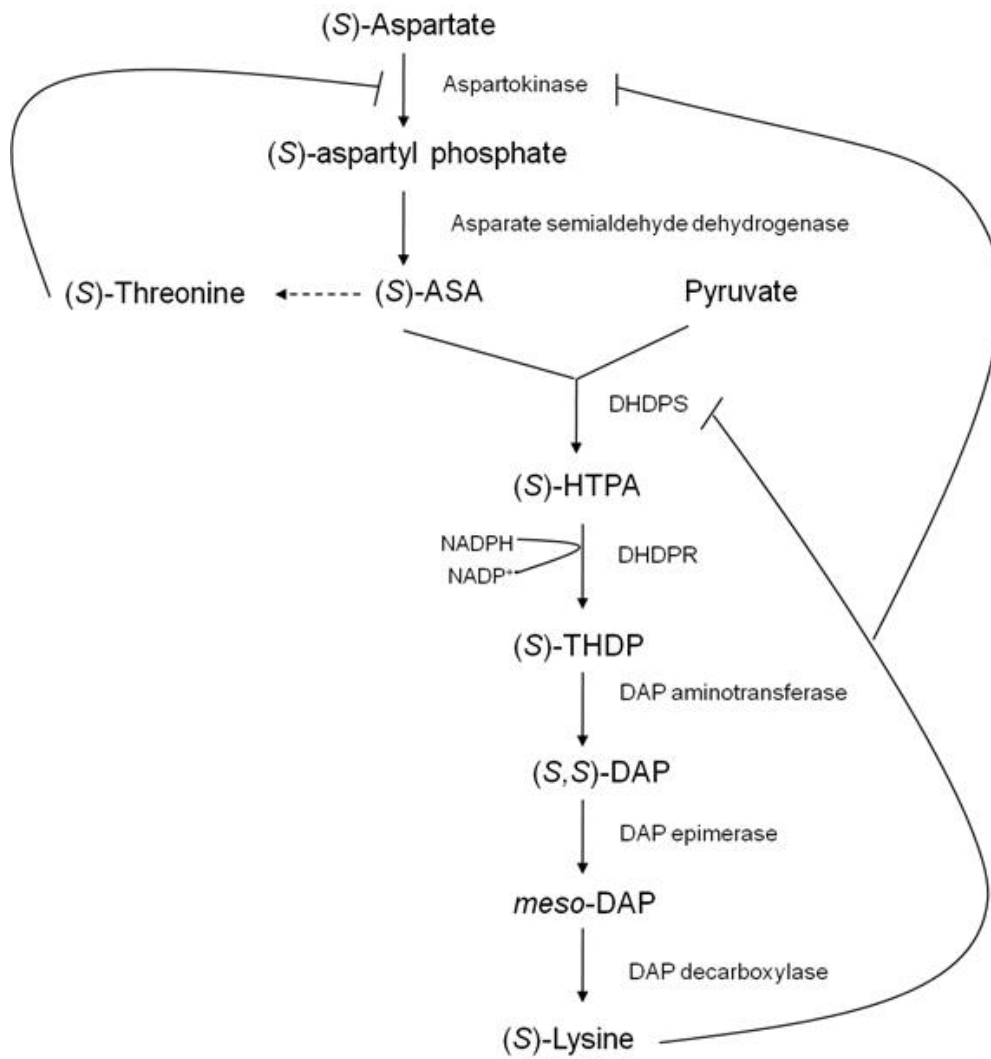 (S)-Aspartate
Aspartokinase
(S)-aspartyl phosphate
Asparate semialdehyde dehydrogenase
(S)-Threonine
(S)-ASA
Pyruvate
DHDPS
(S)-HTPA
NADPH
NADP+
DHDPR
(S)-THDP
DAP aminotransferase
(S,S)-DAP
DAP epimerase
meso-DAP
DAP decarboxylase
(S)-Lysine